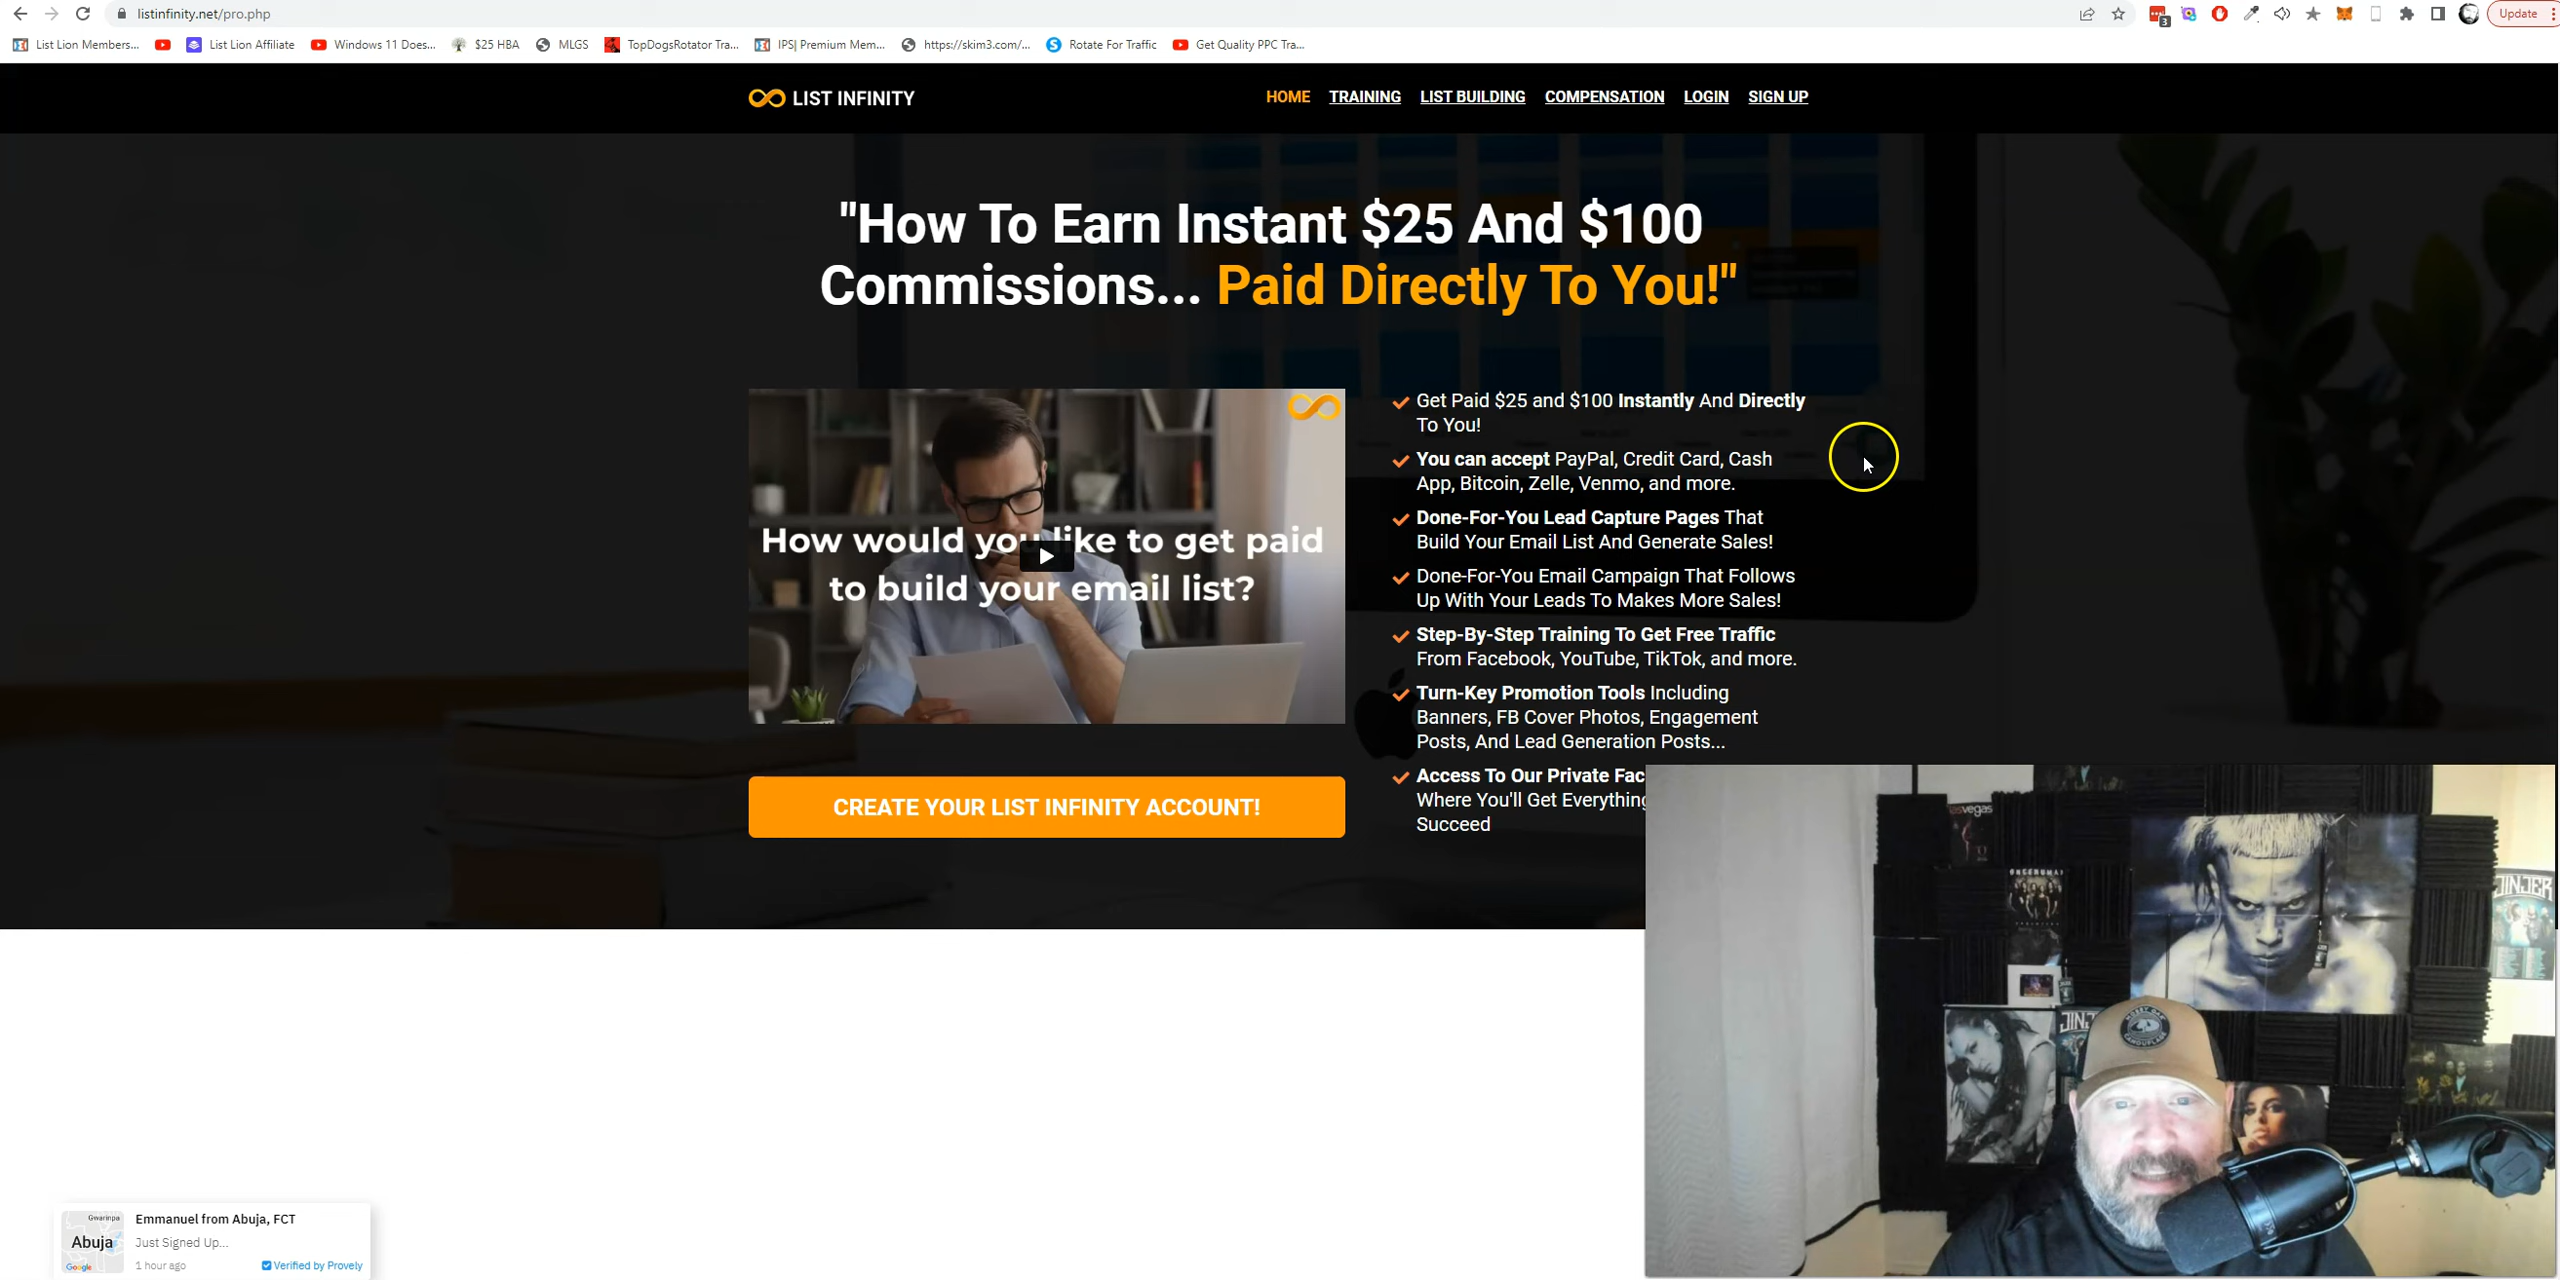 listinfinity.net/pro.php
Update
List Lion Members...
List Lion Affiliate
Windows 11 Does...
$25 HBA
MLGS
TopDogsRotator Tra...
IPS| Premium Mem...
https://skim3.com/...
Rotate For Traffic
Get Quality PPC Tra...
3
LIST INFINITY
HOME TRAINING LIST BUILDING COMPENSATION LOGIN SIGN UP
"How To Earn Instant $25 And $100
Commissions... Paid Directly To You!"
How would you like to get paid
to build your email list?
CREATE YOUR LIST INFINITY ACCOUNT!
Get Paid $25 and $100 Instantly And Directly
To You!
You can accept PayPal, Credit Card, Cash
App, Bitcoin, Zelle, Venmo, and more.
Done-For-You Lead Capture Pages That
Build Your Email List And Generate Sales!
Done-For-You Email Campaign That Follows
Up With Your Leads To Makes More Sales!
Step-By-Step Training To Get Free Traffic
From Facebook, YouTube, TikTok, and more.
Turn-Key Promotion Tools Including
Banners, FB Cover Photos, Engagement
Posts, And Lead Generation Posts...
Access To Our Private Fac
Where You'll Get Everything
Succeed
vegas
JINJER
JINJ
MOSSY OAK
CAMOUFLAGE
Gwarinpa
Abuja
Google
Emmanuel from Abuja, FCT
Just Signed Up...
1 hour ago
Verified by Provely